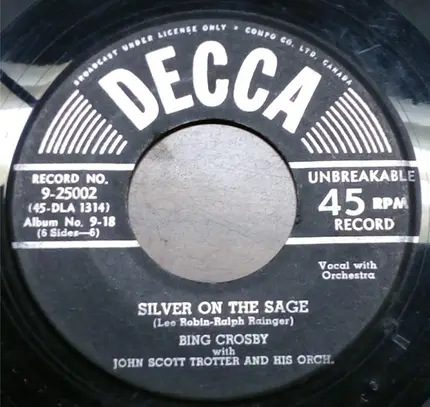 BROADCAST UNDER LICENSE ONLY • COMPO CO. LTD. CANADA
DECCA
RECORD NO.
9-25002
(45-DLA 1314)
Album No. 9-18
(6 Sides—6)
UNBREAKABLE
45 RPM
RECORD
Vocal with
Orchestra
SILVER ON THE SAGE
(Leo Robin-Ralph Rainger)
BING CROSBY
with
JOHN SCOTT TROTTER AND HIS ORCH.